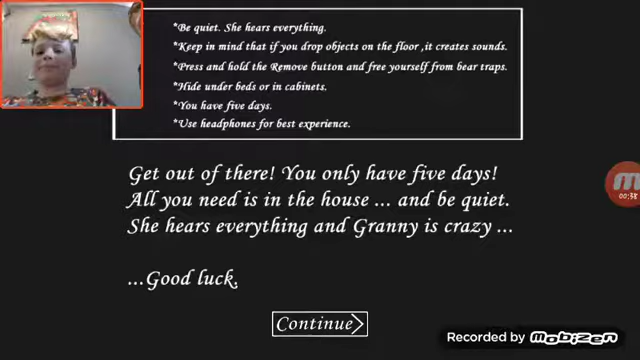 *Be quiet. She hears everything.
*Keep in mind that if you drop objects on the floor ,it creates sounds.
*Press and hold the Remove button and free yourself from bear traps.
*Hide under beds or in cabinets.
*You have five days.
*Use headphones for best experience.
Get out of there! You only have five days!
All you need is in the house ... and be quiet.
She hears everything and Granny is crazy ...
...Good luck.
Continue
00:38
Recorded by mobizen